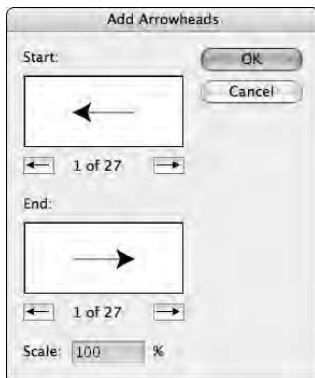 Add Arrowheads
Start:
OK
Cancel
1 of 27
End:
1 of 27
Scale: 100 %